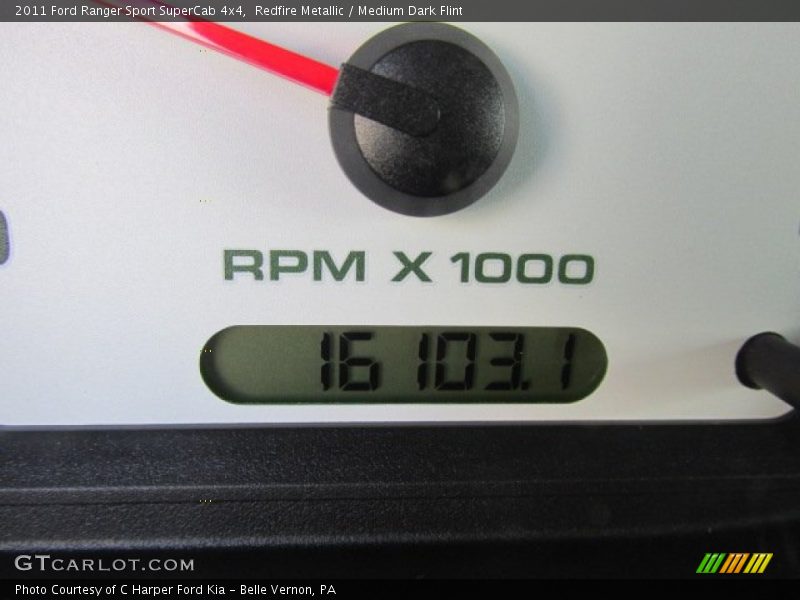 2011 Ford Ranger Sport SuperCab 4x4,  Redfire Metallic / Medium Dark Flint
RPM X 1000
16103.1
GTCARLOT.COM
Photo Courtesy of C Harper Ford Kia - Belle Vernon, PA